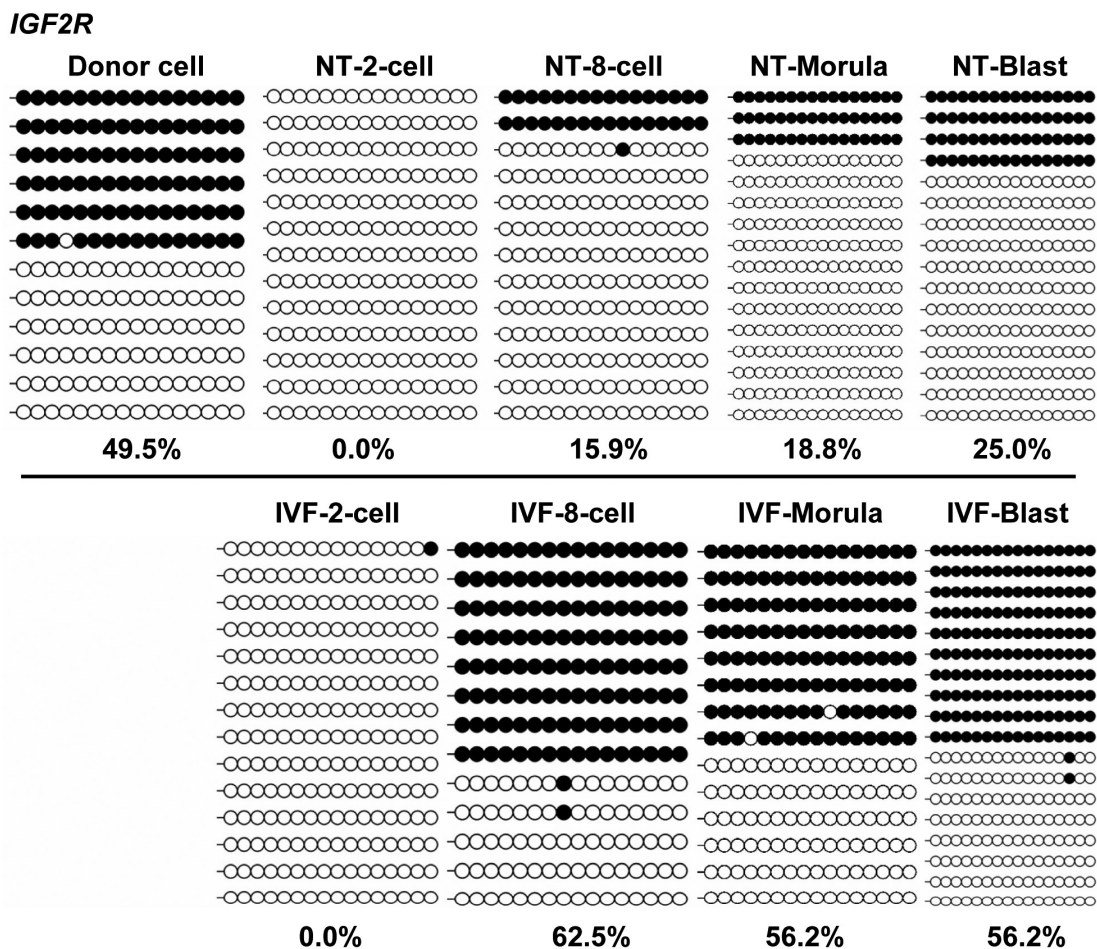 IGF2R
Donor cell NT-2-cell NT-8-cell NT-Morula NT-Blast
49.5% 0.0% 15.9% 18.8% 25.0%
IVF-2-cell IVF-8-cell IVF-Morula IVF-Blast
0.0% 62.5% 56.2% 56.2%